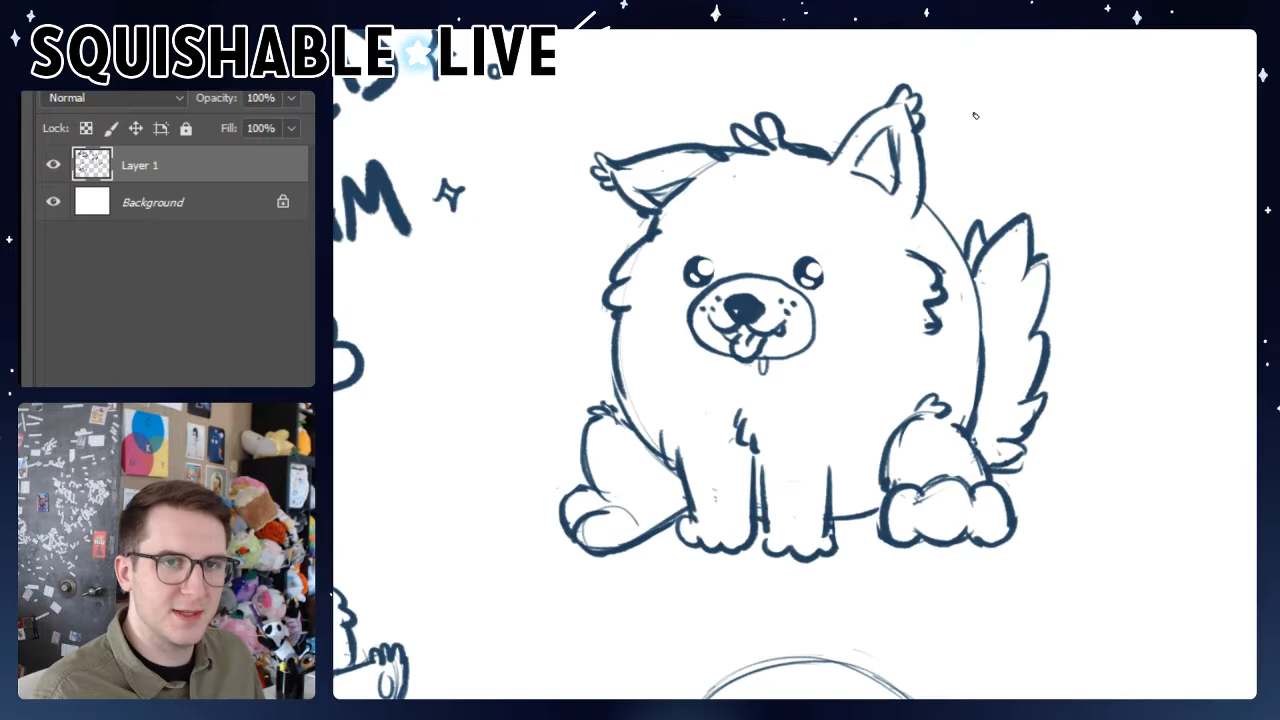 SQUISHABLE LIVE
Normal
Opacity: 100%
Lock:
Fill: 100%
Layer 1
Background